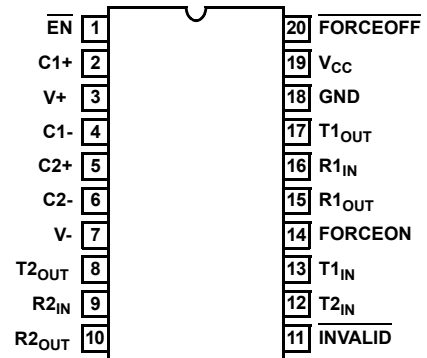 EN 1 20 FORCEOFF
C1+ 2 19 VCC
V+ 3 18 GND
C1- 4 17 T1OUT
C2+ 5 16 R1IN
C2- 6 15 R1OUT
V- 7 14 FORCEON
T2OUT 8 13 T1IN
R2IN 9 12 T2IN
R2OUT 10 11 INVALID